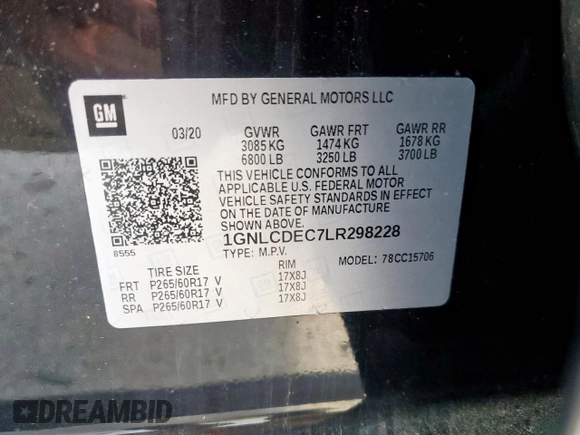 GM
MFD BY GENERAL MOTORS LLC
03/20 GVWR GAWR FRT GAWR RR
3085 KG 1474 KG 1678 KG
6800 LB 3250 LB 3700 LB
THIS VEHICLE CONFORMS TO ALL
APPLICABLE U.S. FEDERAL MOTOR
VEHICLE SAFETY STANDARDS IN EFFECT
ON THE DATE OF MANUFACTURE
SHOWN ABOVE.
8555 1GNLCDEC7LR298228
TYPE: M.P.V. MODEL: 78CC15706
TIRE SIZE RIM
FRT P265/60R17 V 17X8J
RR P265/60R17 V 17X8J
SPA P265/60R17 V 17X8J
DREAMBID